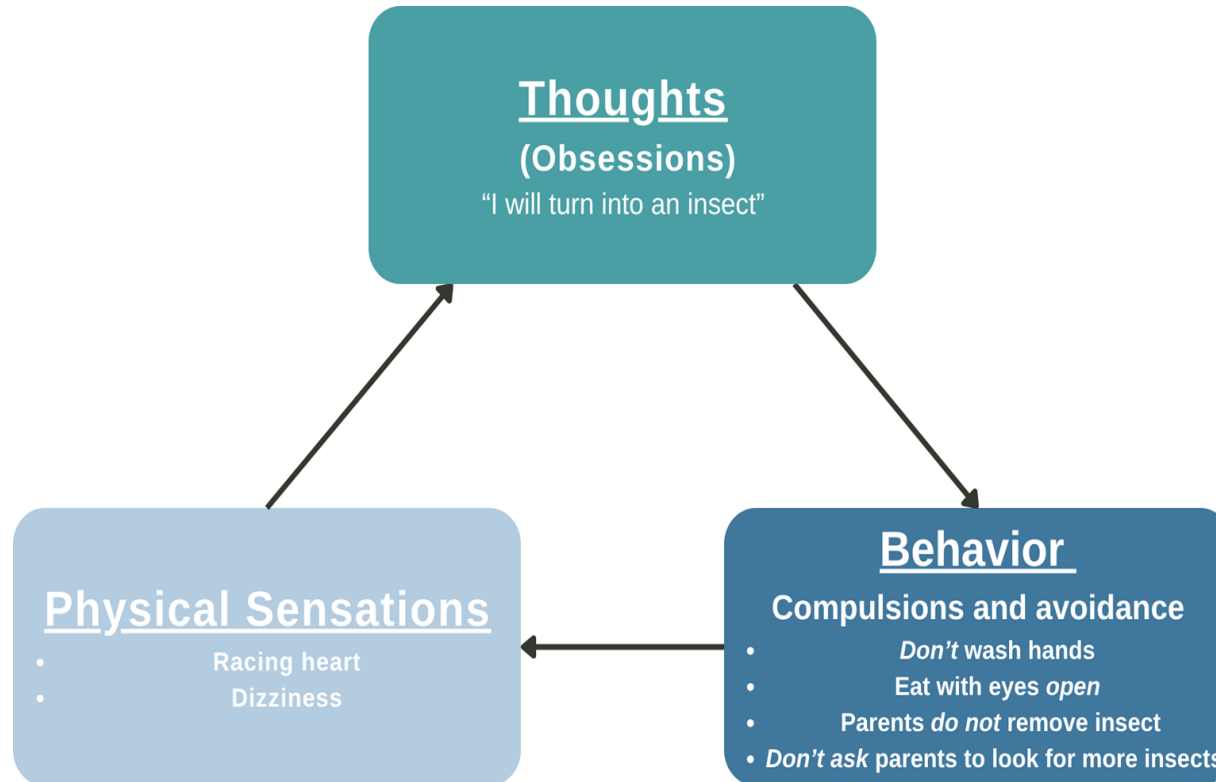 Thoughts
(Obsessions)
“I will turn into an insect”
Physical Sensations
• Racing heart
• Dizziness
Behavior
Compulsions and avoidance
• Don’t wash hands
• Eat with eyes open
• Parents do not remove insect
• Don’t ask parents to look for more insects